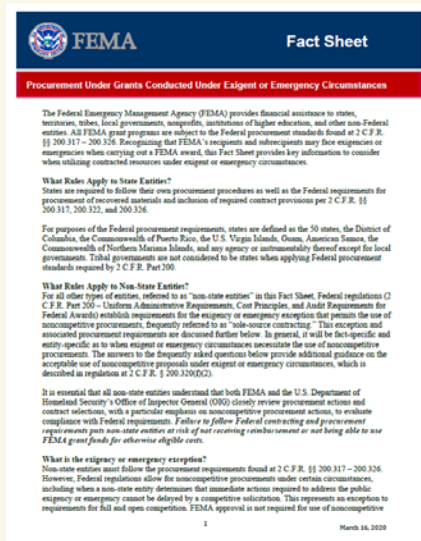 FEMA
Fact Sheet
Procurement Under Grants Conducted Under Exigent or Emergency Circumstances
The Federal Emergency Management Agency (FEMA) provides financial assistance to states,
territories, tribes, local governments, nonprofits, institutions of higher education, and other non-Federal
entities. All FEMA grant programs are subject to the Federal procurement standards found at 2 C.F.R.
§§ 200.317 – 200.326. Recognizing that FEMA's recipients and subrecipients may face exigencies or
emergencies when carrying out a FEMA award, this Fact Sheet provides key information to consider
when utilizing contracted resources under exigent or emergency circumstances.
What Rules Apply to State Entities?
States are required to follow their own procurement procedures as well as the Federal requirements for
procurement of recovered materials and inclusion of required contract provisions per 2 C.F.R. §§
200.317, 200.322, and 200.326.
For purposes of the Federal procurement requirements, states are defined as the 50 states, the District of
Columbia, the Commonwealth of Puerto Rico, the U.S. Virgin Islands, Guam, American Samoa, the
Commonwealth of Northern Mariana Islands, and any agency or instrumentality thereof except for local
governments. Tribal governments are not considered to be states when applying Federal procurement
standards required by 2 C.F.R. Part 200.
What Rules Apply to Non-State Entities?
For all other types of entities, referred to as "non-state entities" in this Fact Sheet, Federal regulations (2
C.F.R. Part 200 – Uniform Administrative Requirements, Cost Principles, and Audit Requirements for
Federal Awards) establish requirements for the exigency or emergency exception that permits the use of
noncompetitive procurements, frequently referred to as "sole-source contracting." This exception and
associated procurement requirements are discussed further below. In general, it will be fact-specific and
entity-specific as to when exigent or emergency circumstances necessitate the use of noncompetitive
procurements. The answers to the frequently asked questions below provide additional guidance on the
acceptable use of noncompetitive proposals under exigent or emergency circumstances, which is
described in regulation at 2 C.F.R. § 200.320(f)(2).
It is essential that all non-state entities understand that both FEMA and the U.S. Department of
Homeland Security's Office of Inspector General (OIG) closely review procurement actions and
contract selections, with a particular emphasis on noncompetitive procurement actions, to evaluate
compliance with Federal requirements. Failure to follow Federal contracting and procurement
requirements puts non-state entities at risk of not receiving reimbursement or not being able to use
FEMA grant funds for otherwise eligible costs.
What is the exigency or emergency exception?
Non-state entities must follow the procurement requirements found at 2 C.F.R. §§ 200.317 – 200.326.
However, Federal regulations allow for noncompetitive procurements under certain circumstances,
including when a non-state entity determines that immediate actions required to address the public
exigency or emergency cannot be delayed by a competitive solicitation. This represents an exception to
requirements for full and open competition. FEMA approval is not required for use of noncompetitive
1
March 16, 2020